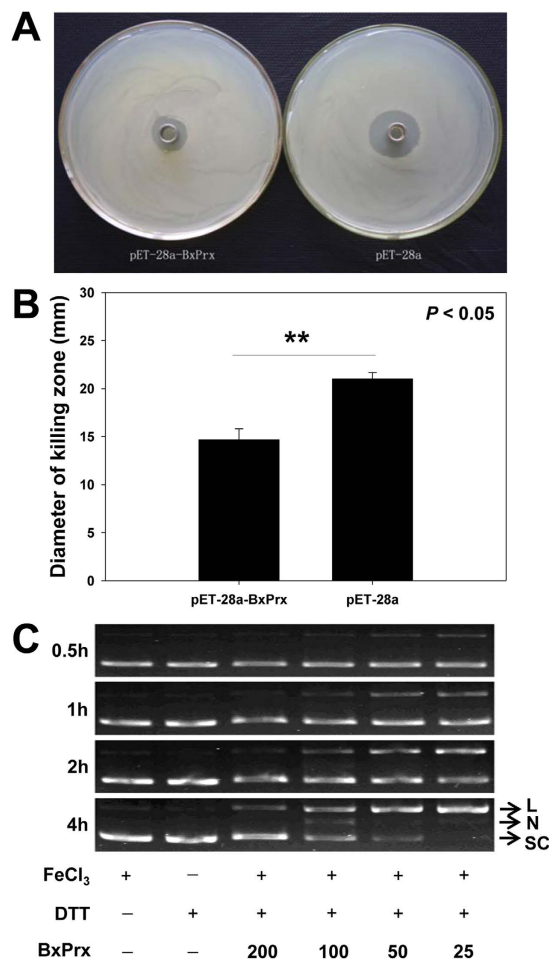 A
pET-28a-BxPrx
pET-28a
B
Diameter of killing zone (mm)
30
25
20
15
10
5
0
P < 0.05
**
pET-28a-BxPrx
pET-28a
C
0.5h
1h
2h
4h
L
N
SC
FeCl₃ + − + + + +
DTT − + + + + +
BxPrx − − 200 100 50 25